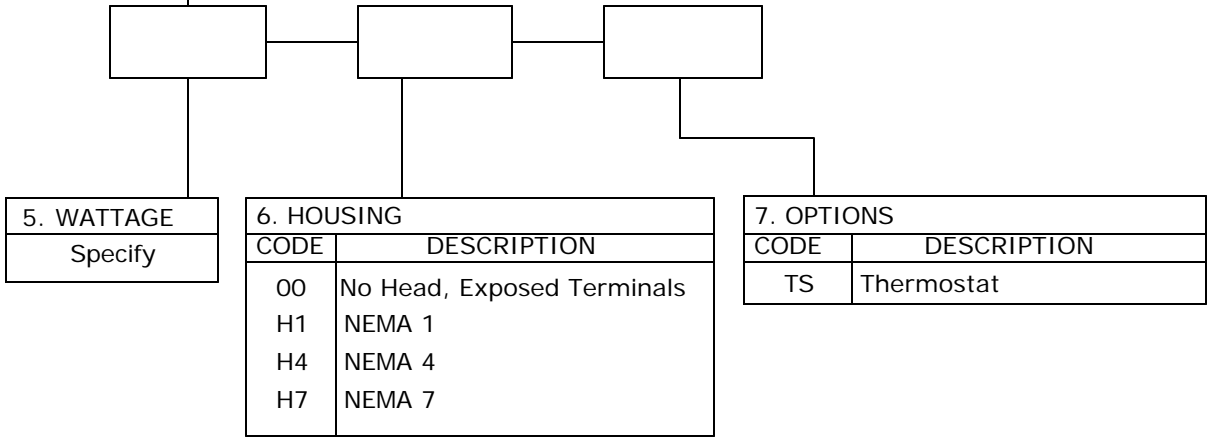 5. WATTAGE
Specify
6. HOUSING
CODE DESCRIPTION
00 No Head, Exposed Terminals
H1 NEMA 1
H4 NEMA 4
H7 NEMA 7
7. OPTIONS
CODE DESCRIPTION
TS Thermostat